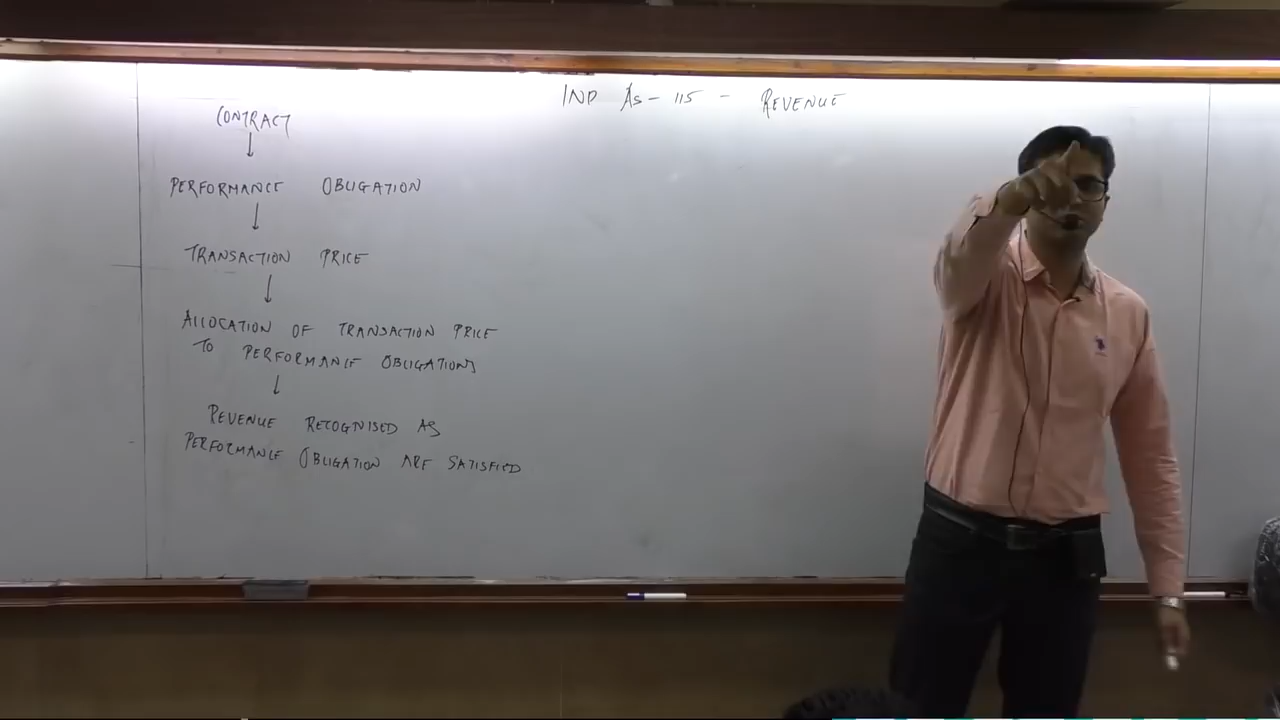 IND AS - 115 - REVENUE
CONTRACT
↓
PERFORMANCE OBLIGATION
↓
TRANSACTION PRICE
↓
ALLOCATION OF TRANSACTION PRICE
TO PERFORMANCE OBLIGATIONS
↓
REVENUE RECOGNISED AS
PERFORMANCE OBLIGATION ARE SATISFIED